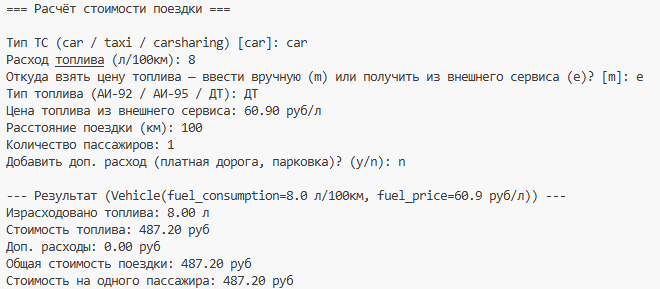 === Расчёт стоимости поездки ===
Тип ТС (car / taxi / carsharing) [car]: car
Расход топлива (л/100км): 8
Откуда взять цену топлива — ввести вручную (m) или получить из внешнего сервиса (e)? [m]: e
Тип топлива (АИ-92 / АИ-95 / ДТ): ДТ
Цена топлива из внешнего сервиса: 60.90 руб/л
Расстояние поездки (км): 100
Количество пассажиров: 1
Добавить доп. расход (платная дорога, парковка)? (y/n): n
--- Результат (Vehicle(fuel_consumption=8.0 л/100км, fuel_price=60.9 руб/л)) ---
Израсходовано топлива: 8.00 л
Стоимость топлива: 487.20 руб
Доп. расходы: 0.00 руб
Общая стоимость поездки: 487.20 руб
Стоимость на одного пассажира: 487.20 руб